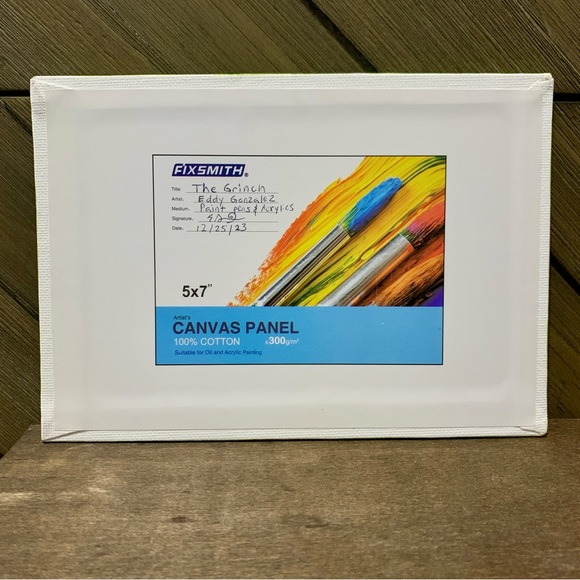 FIXSMITH®
Title: The Grinch
Artist: Eddy Gonzalez
Medium: Paint pens & Acrylics
Signature:
Date: 12/25/23
5x7"
Artist's
CANVAS PANEL
100% COTTON ≥300g/m²
Suitable for Oil and Acrylic Painting